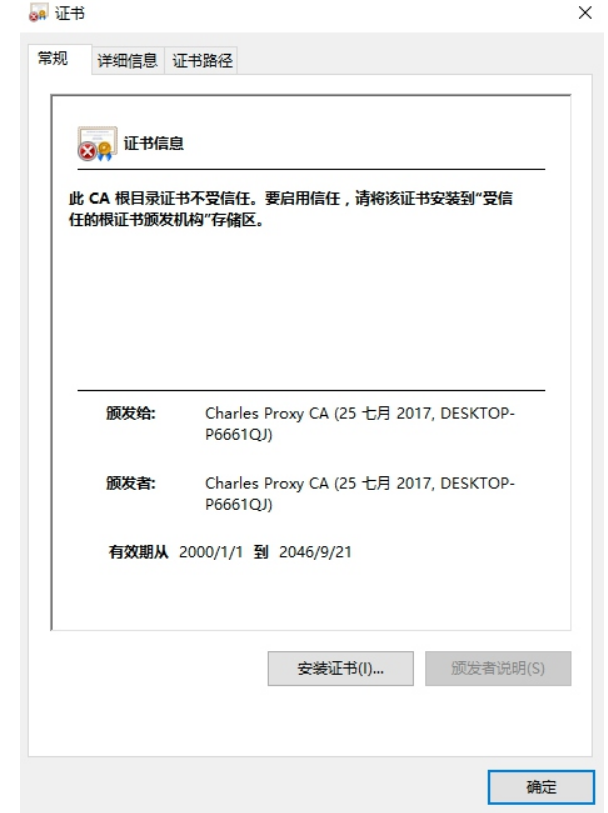 证书
常规 详细信息 证书路径
证书信息
此 CA 根目录证书不受信任。要启用信任，请将该证书安装到“受信
任的根证书颁发机构”存储区。
颁发给: Charles Proxy CA (25 七月 2017, DESKTOP-
P6661QJ)
颁发者: Charles Proxy CA (25 七月 2017, DESKTOP-
P6661QJ)
有效期从 2000/1/1 到 2046/9/21
安装证书(I)... 颁发者说明(S)
确定